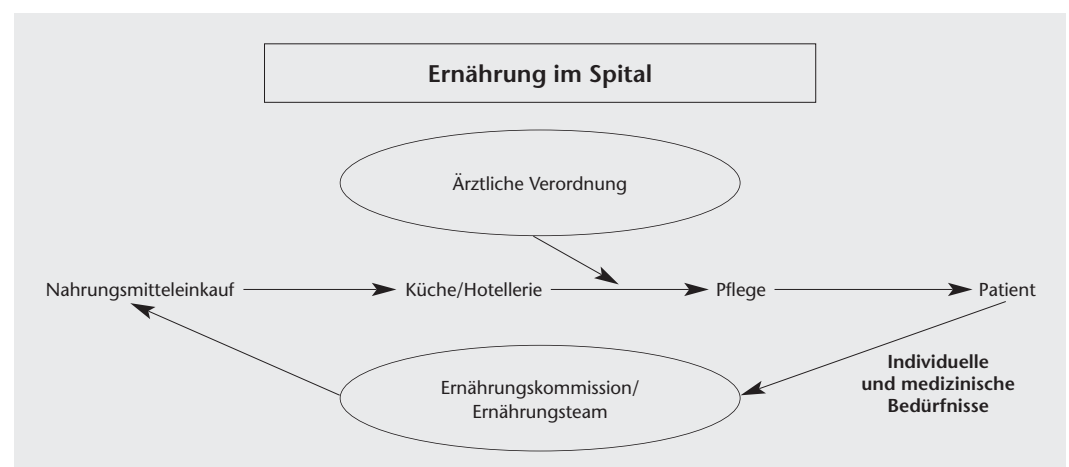 Ernährung im Spital
Ärztliche Verordnung
Nahrungsmitteleinkauf
Küche/Hotellerie
Pflege
Patient
Individuelle
und medizinische
Bedürfnisse
Ernährungskommission/
Ernährungsteam